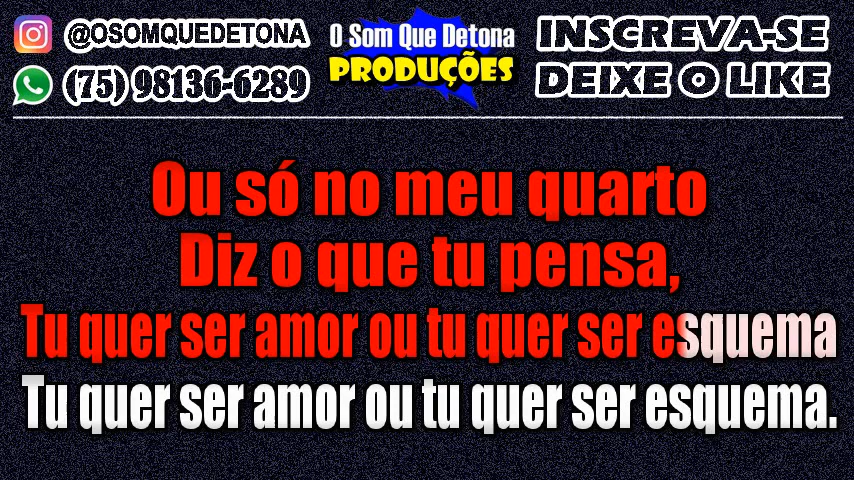 @OSOMQUEDETONA
(75) 98136-6289
O Som Que Detona
PRODUÇÕES
INSCREVA-SE
DEIXE O LIKE
Ou só no meu quarto
Diz o que tu pensa,
Tu quer ser amor ou tu quer ser esquema
Tu quer ser amor ou tu quer ser esquema.